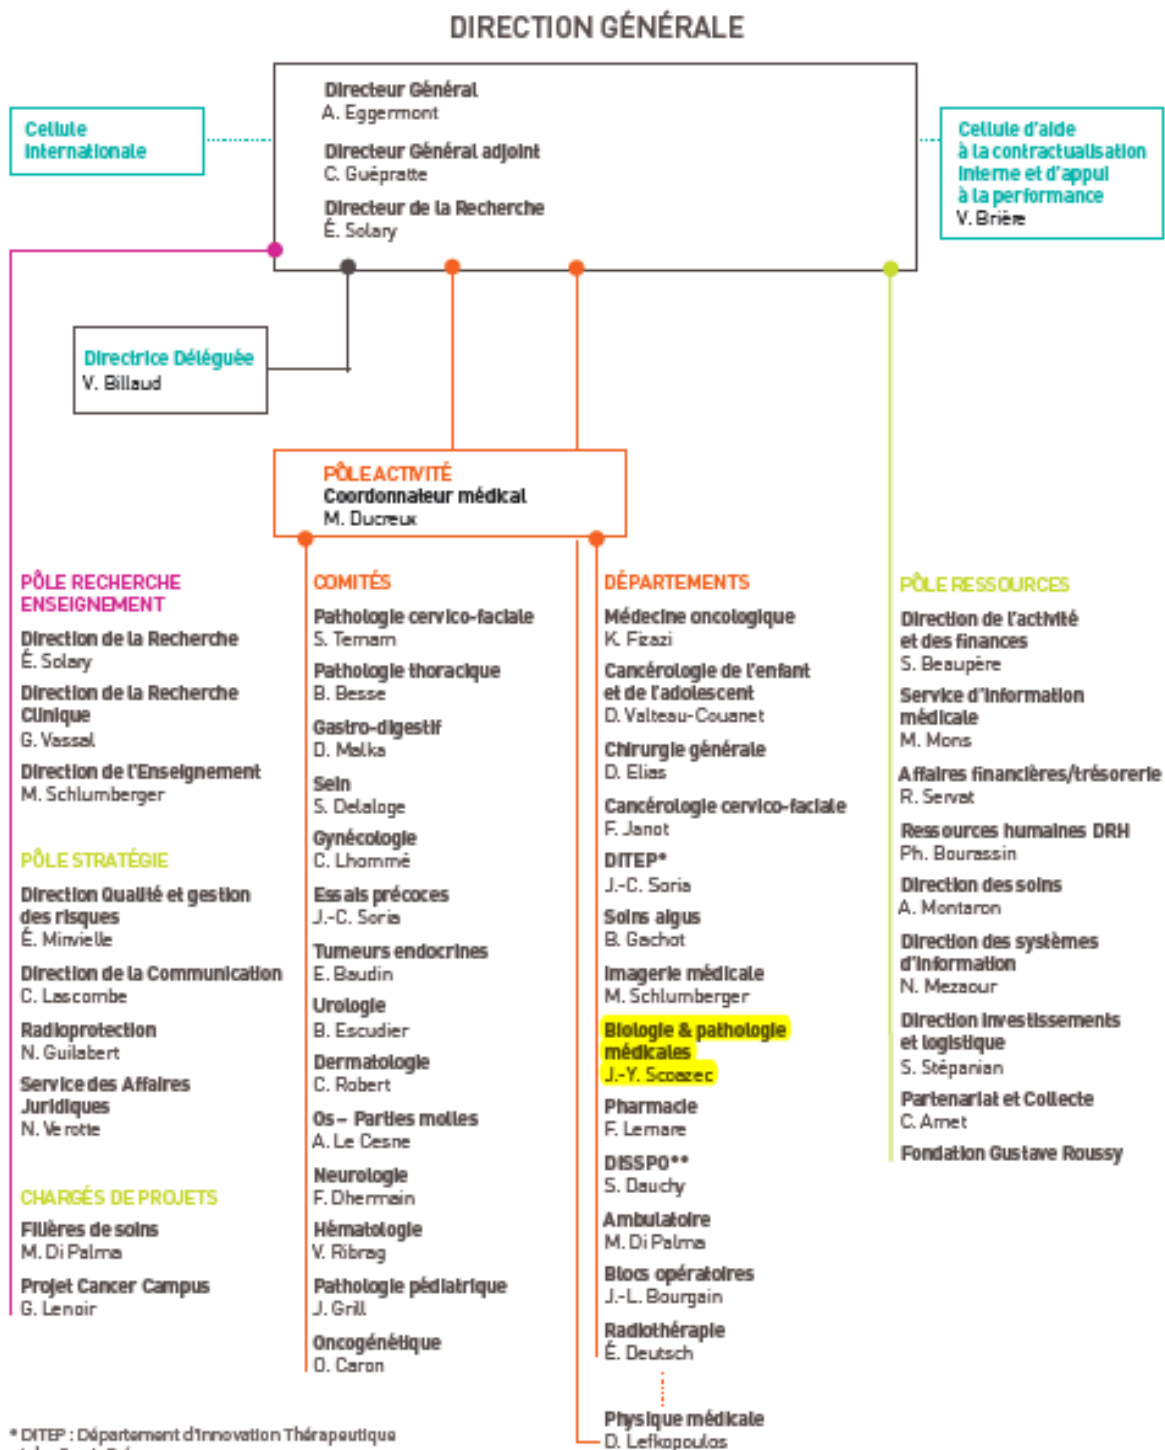 DIRECTION GÉNÉRALE
Directeur Général
A. Eggermont
Directeur Général adjoint
C. Guépratte
Directeur de la Recherche
É. Solary
Cellule
Internationale
Cellule d'aide
à la contractualisation
Interne et d'appui
à la performance
V. Brière
Directrice Déléguée
V. Billaud
PÔLE ACTIVITÉ
Coordonnateur médical
M. Ducreux
PÔLE RECHERCHE
ENSEIGNEMENT
Direction de la Recherche
É. Solary
Direction de la Recherche
Clinique
G. Vassal
Direction de l'Enseignement
M. Schlumberger
PÔLE STRATÉGIE
Direction Qualité et gestion
des risques
É. Minvielle
Direction de la Communication
C. Lascombe
Radioprotection
N. Guilabert
Service des Affaires
Juridiques
N. Verotte
CHARGÉS DE PROJETS
Filières de soins
M. Di Palma
Projet Cancer Campus
G. Lenoir
COMITÉS
Pathologie cervico-faciale
S. Temam
Pathologie thoracique
B. Besse
Gastro-digestif
D. Malka
Sein
S. Delaloge
Gynécologie
C. Lhommé
Essais précoces
J.-C. Soria
Tumeurs endocrines
E. Baudin
Urologie
B. Escudier
Dermatologie
C. Robert
Os – Parties molles
A. Le Cesne
Neurologie
F. Dhermain
Hématologie
V. Ribrag
Pathologie pédiatrique
J. Grill
Oncogénétique
O. Caron
DÉPARTEMENTS
Médecine oncologique
K. Fizazi
Cancérologie de l'enfant
et de l'adolescent
D. Valteau-Couanet
Chirurgie générale
D. Elias
Cancérologie cervico-faciale
F. Janot
DITEP*
J.-C. Soria
Soins aigus
B. Gachot
Imagerie médicale
M. Schlumberger
Biologie & pathologie
médicales
J.-Y. Scoazec
Pharmacie
F. Lemare
DISSPO**
S. Dauchy
Ambulatoire
M. Di Palma
Blocs opératoires
J.-L. Bourgain
Radiothérapie
É. Deutsch
Physique médicale
D. Lefkopoulos
PÔLE RESSOURCES
Direction de l'activité
et des finances
S. Beaupère
Service d'information
médicale
M. Mons
Affaires financières/trésorerie
R. Servat
Ressources humaines DRH
Ph. Bourassin
Direction des soins
A. Montaron
Direction des systèmes
d'information
N. Mezaour
Direction investissements
et logistique
S. Stépanian
Partenariat et Collecte
C. Arnet
Fondation Gustave Roussy
* DITEP : Département d'Innovation Thérapeutique